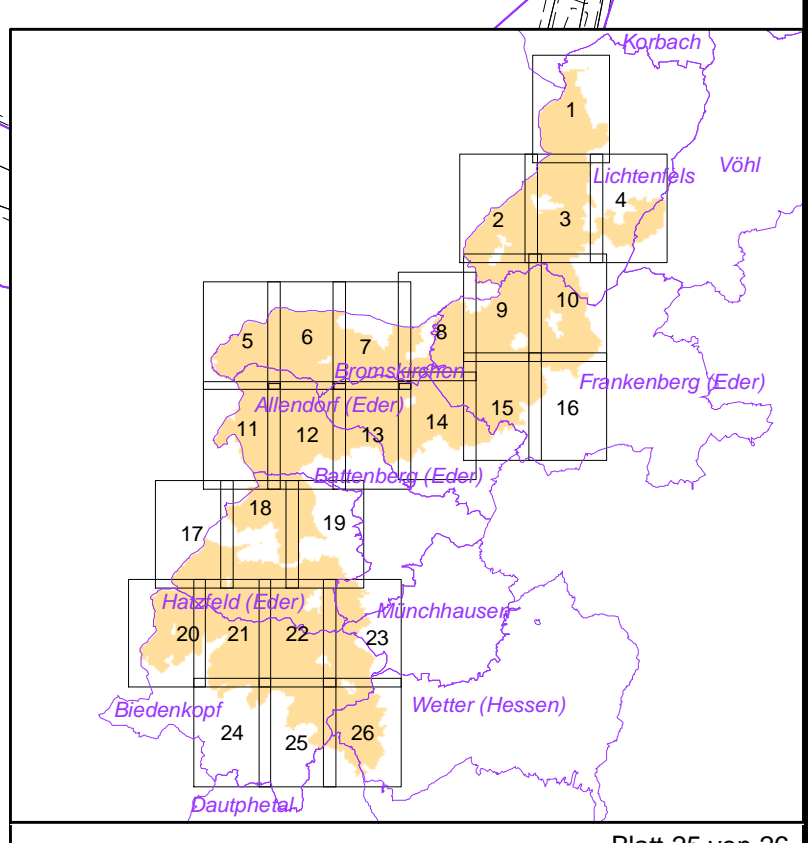 Korbach
1
Vöhl
Lichtenfels
4
2
3
10
9
8
6
5
7
Bromskirchen
Frankenberg (Eder)
Allendorf (Eder)
15
16
14
11
12
13
Battenberg (Eder)
18
19
17
Hatzfeld (Eder)
Münchhausen
20
21
22
23
Wetter (Hessen)
Biedenkopf
24
25
26
Dautphetal
Blatt 25 von 26